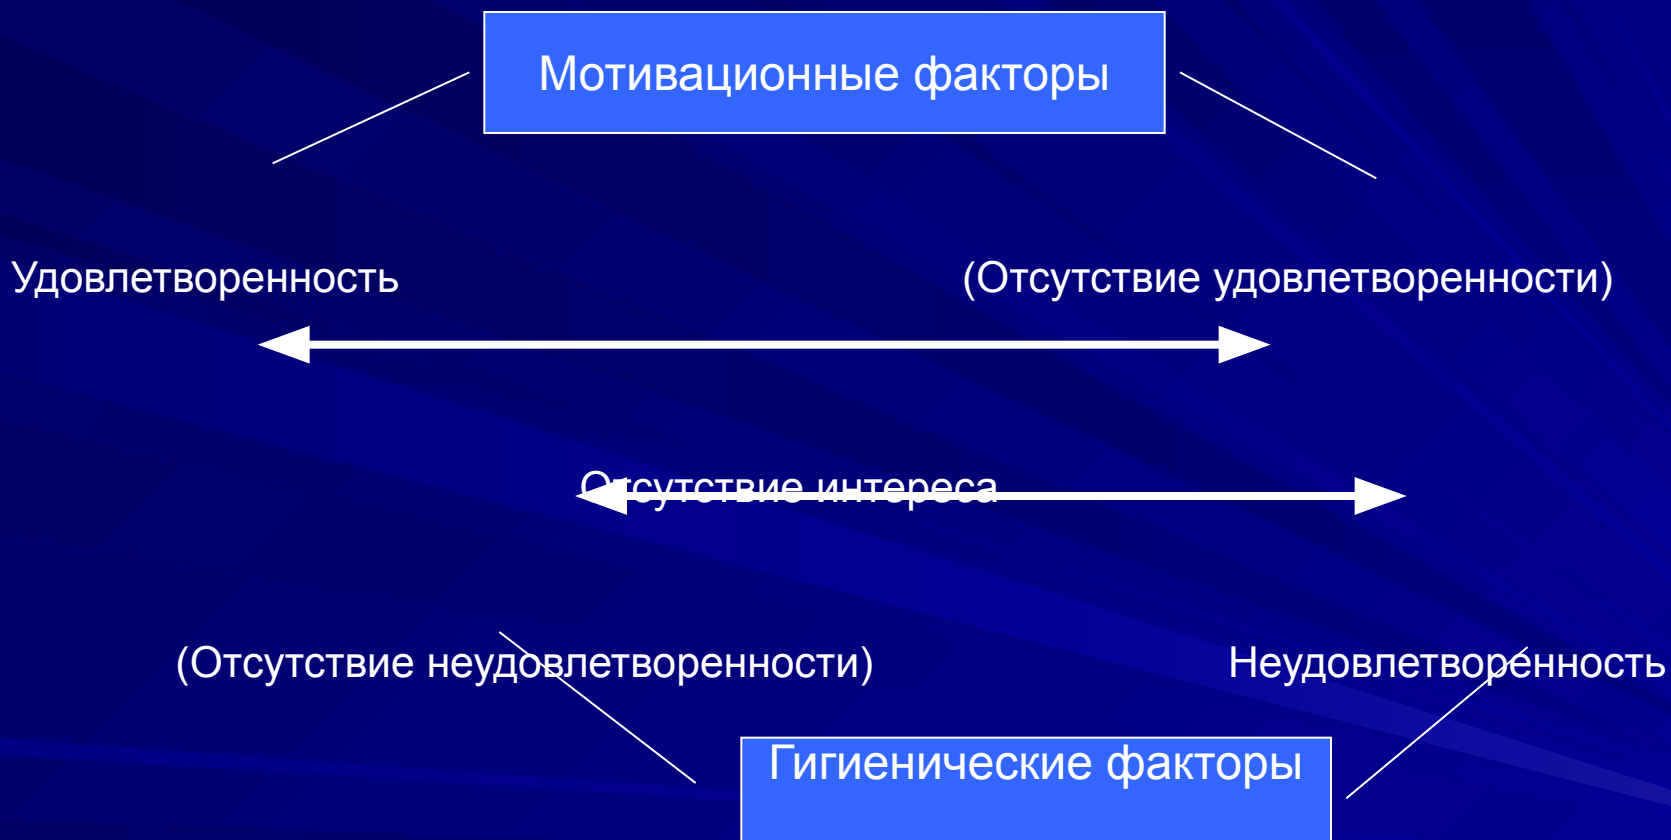 Мотивационные факторы
Удовлетворенность (Отсутствие удовлетворенности)
Отсутствие интереса
(Отсутствие неудовлетворенности) Неудовлетворенность
Гигиенические факторы